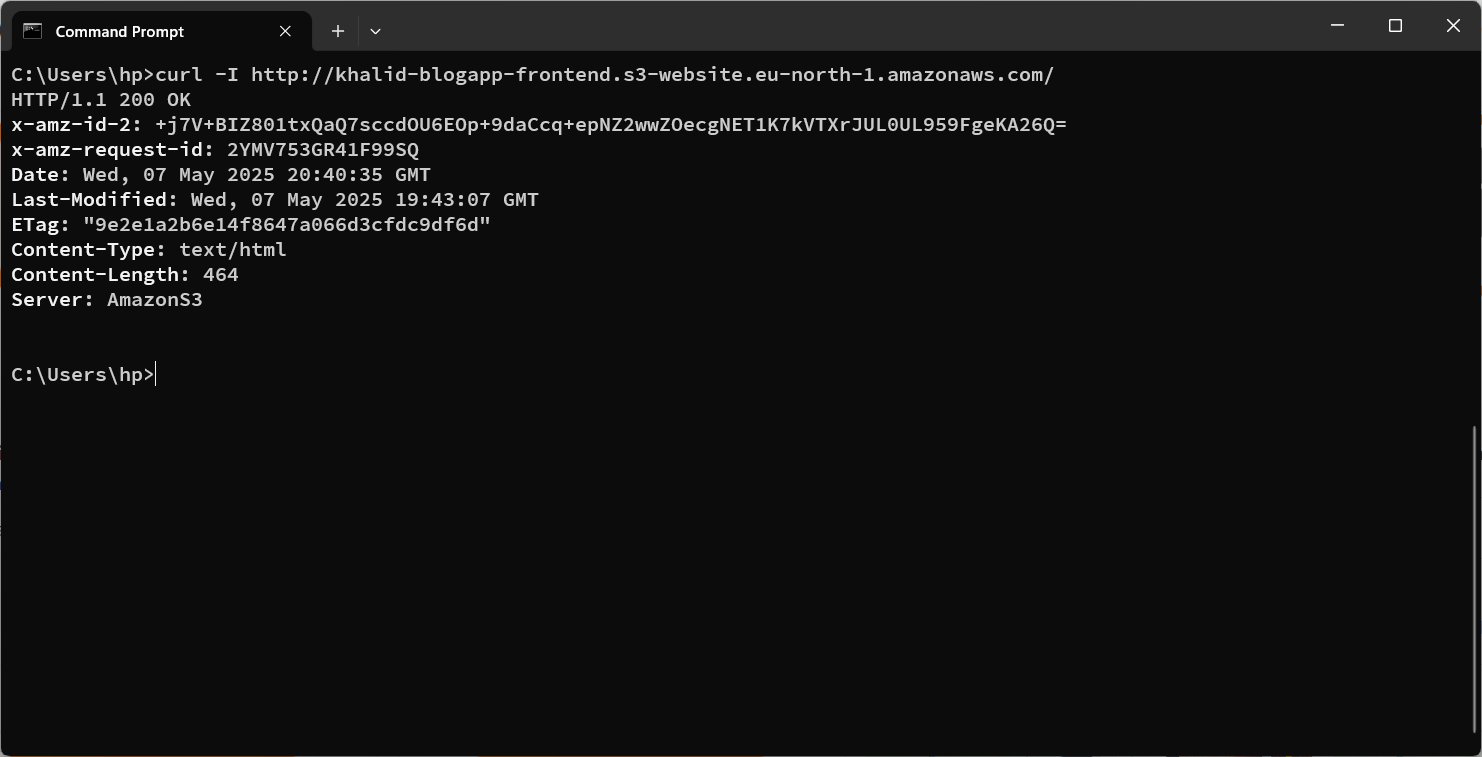 Command Prompt
C:\Users\hp>curl -I http://khalid-blogapp-frontend.s3-website.eu-north-1.amazonaws.com/
HTTP/1.1 200 OK
x-amz-id-2: +j7V+BIZ801txQaQ7sccdOU6EOp+9daCcq+epNZ2wwZOecgNET1K7kVTXrJUL0UL959FgeKA26Q=
x-amz-request-id: 2YMV753GR41F99SQ
Date: Wed, 07 May 2025 20:40:35 GMT
Last-Modified: Wed, 07 May 2025 19:43:07 GMT
ETag: "9e2e1a2b6e14f8647a066d3cfdc9df6d"
Content-Type: text/html
Content-Length: 464
Server: AmazonS3
C:\Users\hp>